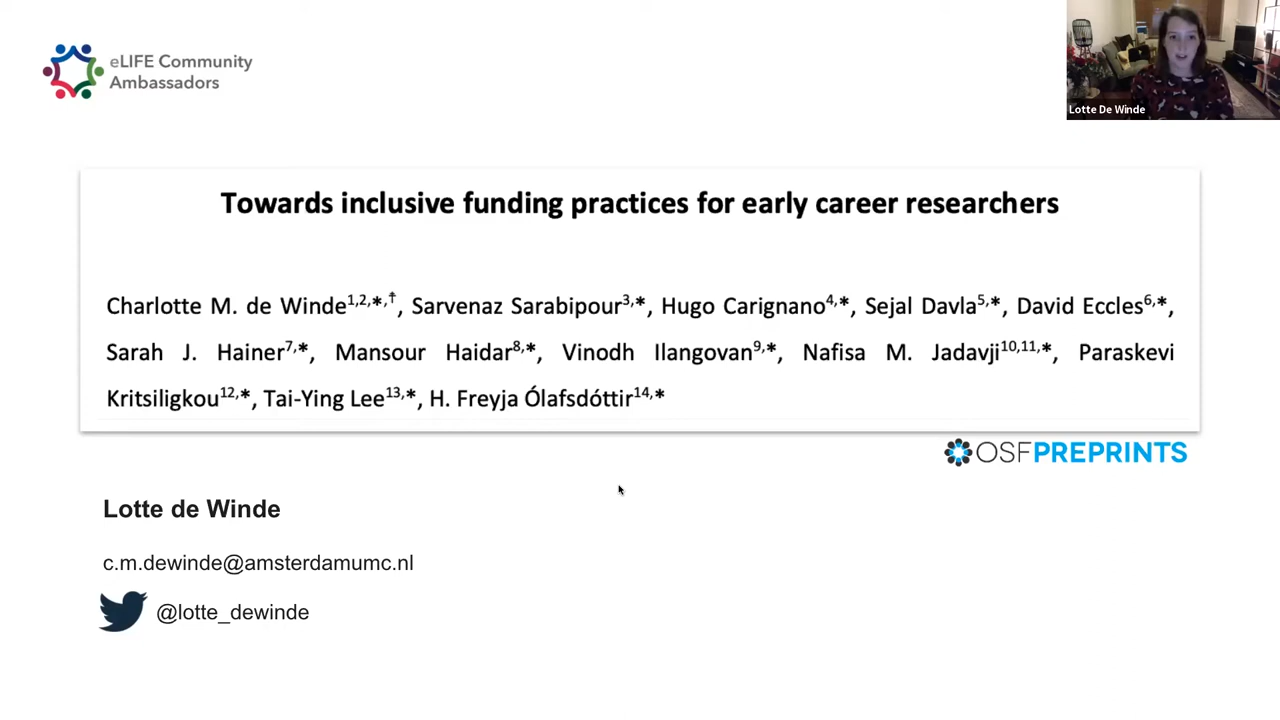 eLIFE Community
Ambassadors
Lotte De Winde
Towards inclusive funding practices for early career researchers
Charlotte M. de Winde1,2,*,†, Sarvenaz Sarabipour3,*, Hugo Carignano4,*, Sejal Davla5,*, David Eccles6,*,
Sarah J. Hainer7,*, Mansour Haidar8,*, Vinodh Ilangovan9,*, Nafisa M. Jadavji10,11,*, Paraskevi
Kritsiligkou12,*, Tai-Ying Lee13,*, H. Freyja Ólafsdóttir14,*
OSFPREPRINTS
Lotte de Winde
c.m.dewinde@amsterdamumc.nl
@lotte_dewinde